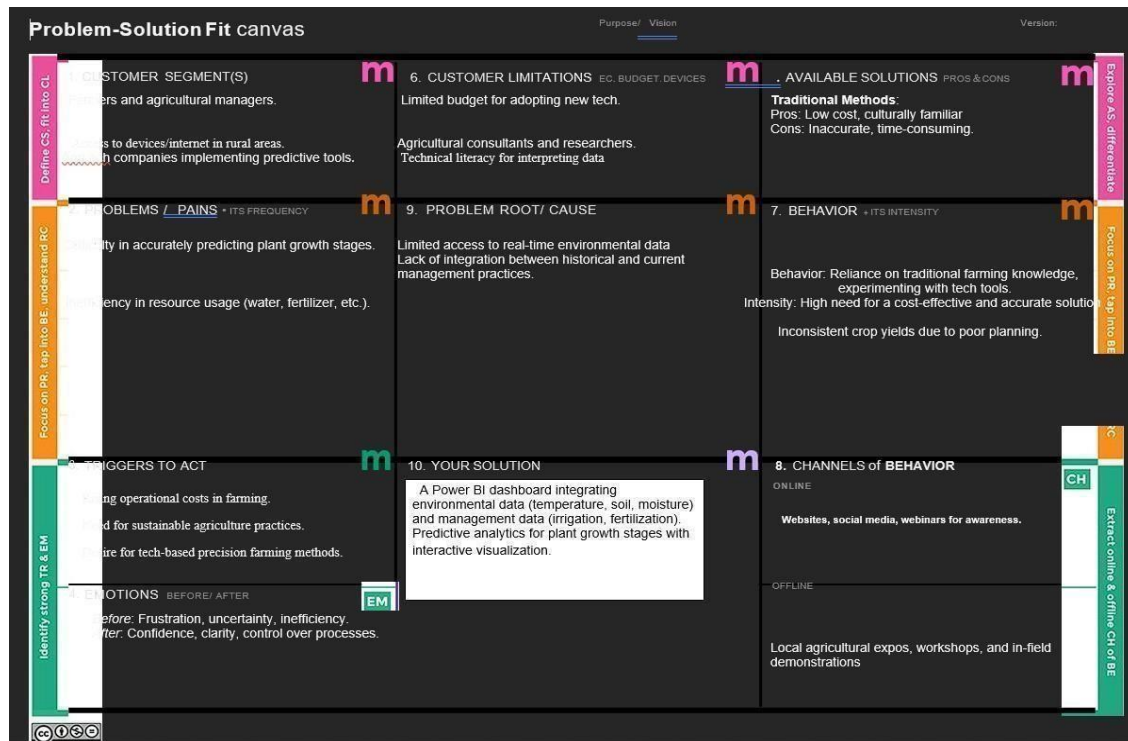 Problem-Solution Fit canvas
Purpose/ Vision
Version:
Define CS, fit into CL
CUSTOMER SEGMENT(S)
ers and agricultural managers.
s to devices/internet in rural areas.
h companies implementing predictive tools.
m
6. CUSTOMER LIMITATIONS EC. BUDGET. DEVICES
Limited budget for adopting new tech.
Agricultural consultants and researchers.
Technical literacy for interpreting data
m
. AVAILABLE SOLUTIONS PROS & CONS
Traditional Methods:
Pros: Low cost, culturally familiar
Cons: Inaccurate, time-consuming.
m
Explore AS, differentiate
Focus on PR, tap into BE, understand RC
2. PROBLEMS / PAINS + ITS FREQUENCY
lty in accurately predicting plant growth stages.
iency in resource usage (water, fertilizer, etc.).
m
9. PROBLEM ROOT/ CAUSE
Limited access to real-time environmental data
Lack of integration between historical and current
management practices.
m
7. BEHAVIOR + ITS INTENSITY
Behavior: Reliance on traditional farming knowledge,
experimenting with tech tools.
Intensity: High need for a cost-effective and accurate solution
Inconsistent crop yields due to poor planning.
m
Focus on PR, tap into BE
RC
Identify strong TR & EM
3. TRIGGERS TO ACT
ng operational costs in farming.
d for sustainable agriculture practices.
ire for tech-based precision farming methods.
m
4. EMOTIONS BEFORE/ AFTER
EM
efore: Frustration, uncertainty, inefficiency.
fter: Confidence, clarity, control over processes.
10. YOUR SOLUTION
m
A Power BI dashboard integrating
environmental data (temperature, soil, moisture)
and management data (irrigation, fertilization).
Predictive analytics for plant growth stages with
interactive visualization.
8. CHANNELS of BEHAVIOR
CH
ONLINE
Websites, social media, webinars for awareness.
OFFLINE
Local agricultural expos, workshops, and in-field
demonstrations
Extract online & offline CH of BE